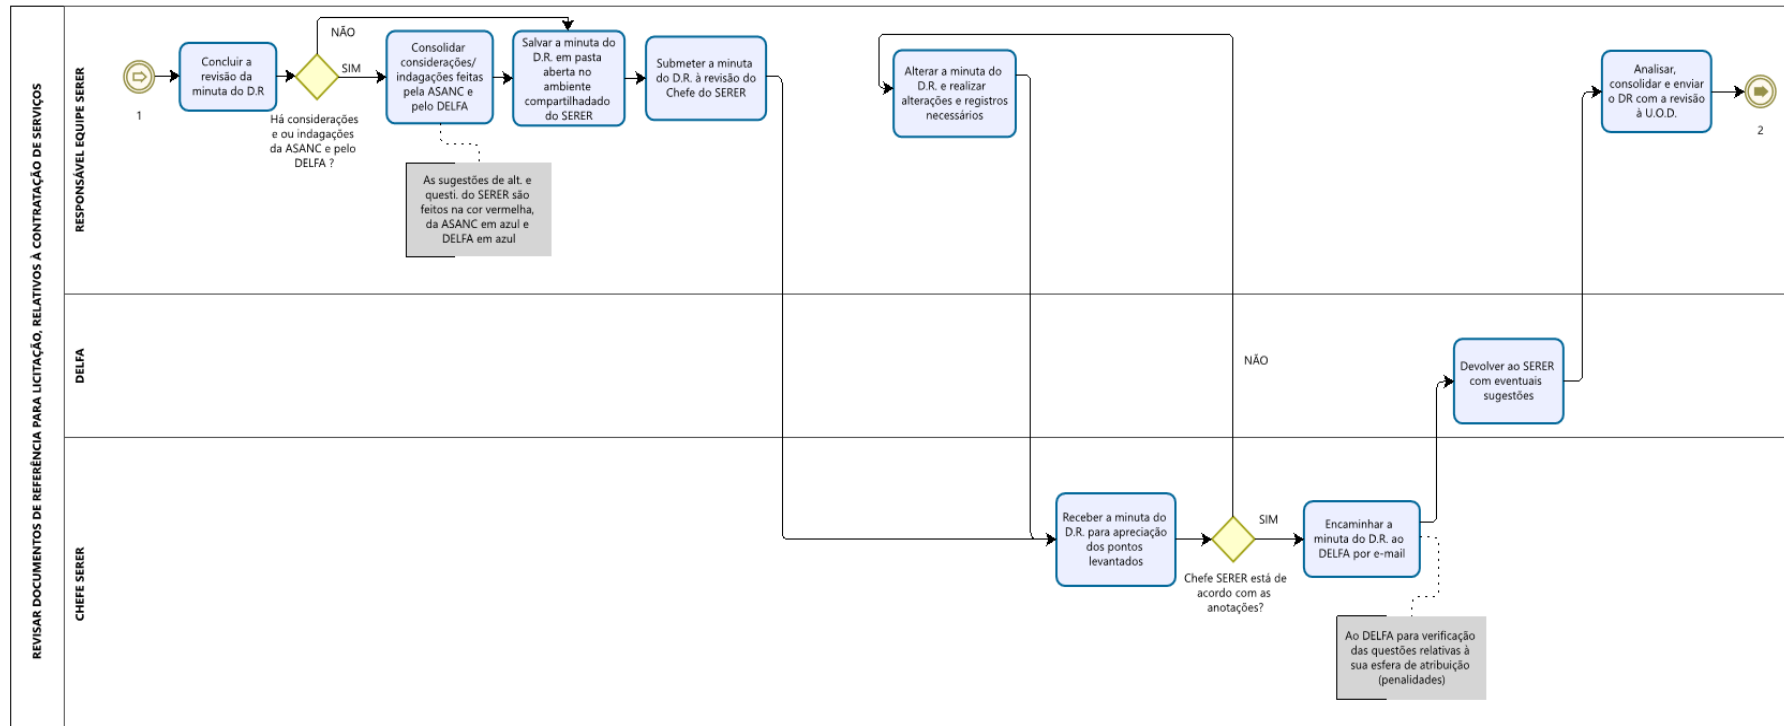 REVISAR DOCUMENTOS DE REFERÊNCIA PARA LICITAÇÃO, RELATIVOS À CONTRATAÇÃO DE SERVIÇOS
RESPONSÁVEL EQUIPE SERER
1
Concluir a
revisão da
minuta do D.R
NÃO
SIM
Há considerações
e ou indagações
da ASANC e pelo
DELFA ?
Consolidar
considerações/
indagações feitas
pela ASANC e
pelo DELFA
As sugestões de alt. e
questi. do SERER são
feitos na cor vermelha,
da ASANC em azul e
DELFA em azul
Salvar a minuta do
D.R. em pasta
aberta no
ambiente
compartilhadado
do SERER
Submeter a minuta
do D.R. à revisão do
Chefe do SERER
Alterar a minuta do
D.R. e realizar
alterações e registros
necessários
Analisar,
consolidar e enviar
o DR com a revisão
à U.O.D.
2
DELFA
NÃO
Devolver ao SERER
com eventuais
sugestões
CHEFE SERER
Receber a minuta do
D.R. para apreciação
dos pontos
levantados
SIM
Chefe SERER está de
acordo com as
anotações?
Encaminhar a
minuta do D.R. ao
DELFA por e-mail
Ao DELFA para verificação
das questões relativas à
sua esfera de atribuição
(penalidades)